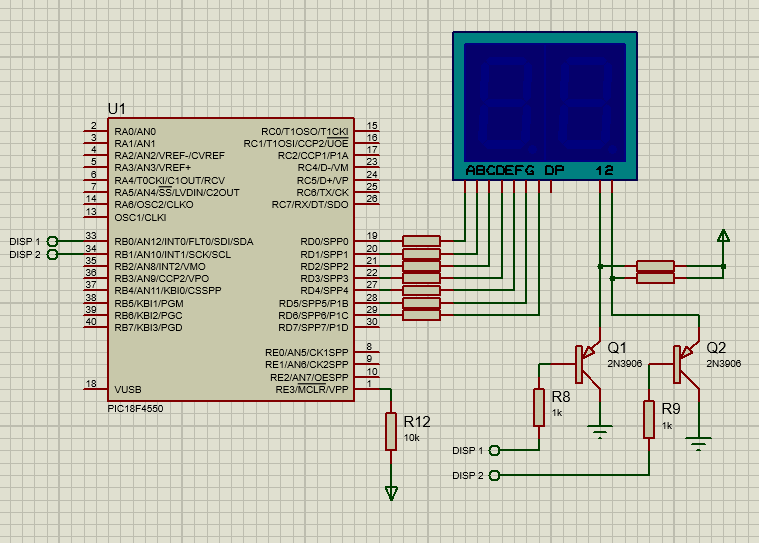 ABCDEFG DP 12
U1
2 RA0/AN0 RC0/T1OSO/T1CKI 15
3 RA1/AN1 RC1/T1OSI/CCP2/UOE 16
4 RA2/AN2/VREF-/CVREF RC2/CCP1/P1A 17
5 RA3/AN3/VREF+ RC4/D-/VM 23
6 RA4/T0CKI/C1OUT/RCV RC5/D+/VP 24
7 RA5/AN4/SS/LVDIN/C2OUT RC6/TX/CK 25
14 RA6/OSC2/CLKO RC7/RX/DT/SDO 26
13 OSC1/CLKI
DISP 1 33 RB0/AN12/INT0/FLT0/SDI/SDA RD0/SPP0 19
DISP 2 34 RB1/AN10/INT1/SCK/SCL RD1/SPP1 20
35 RB2/AN8/INT2/VMO RD2/SPP2 21
36 RB3/AN9/CCP2/VPO RD3/SPP3 22
37 RB4/AN11/KBI0/CSSPP RD4/SPP4 27
38 RB5/KBI1/PGM RD5/SPP5/P1B 28
39 RB6/KBI2/PGC RD6/SPP6/P1C 29
40 RB7/KBI3/PGD RD7/SPP7/P1D 30
RE0/AN5/CK1SPP 8
RE1/AN6/CK2SPP 9
RE2/AN7/OESPP 10
18 VUSB RE3/MCLR/VPP 1
PIC18F4550
Q1
2N3906
Q2
2N3906
R8
1k
R9
1k
R12
10k
DISP 1
DISP 2